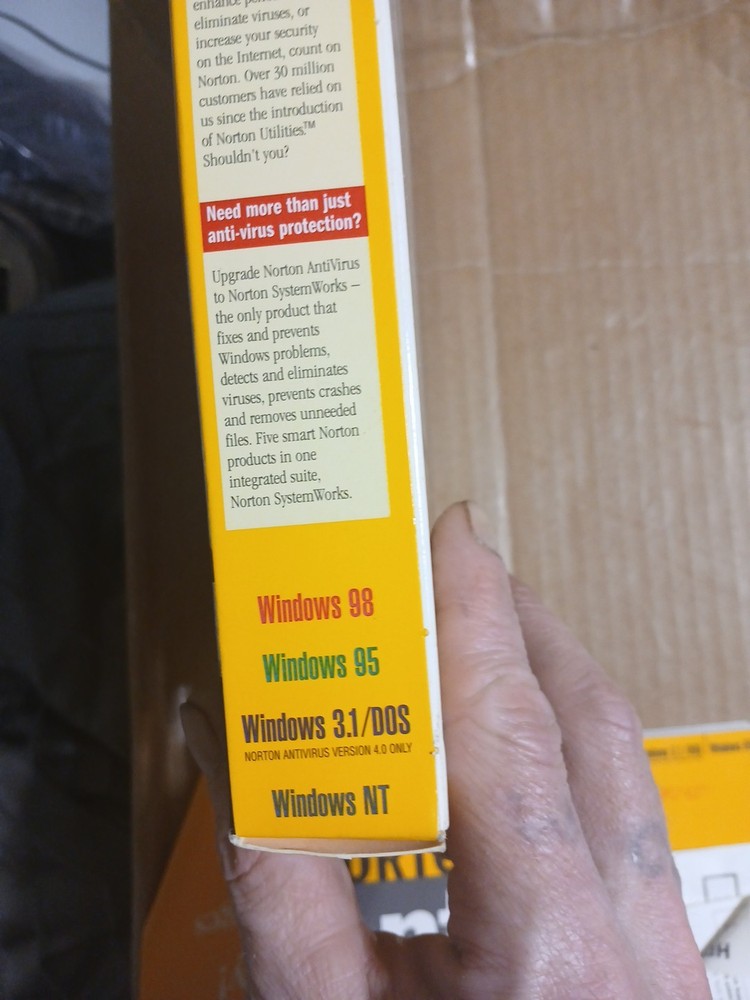 eliminate viruses, or
increase your security
on the Internet, count on
Norton. Over 30 million
customers have relied on
us since the introduction
of Norton Utilities.™
Shouldn't you?
Need more than just
anti-virus protection?
Upgrade Norton AntiVirus
to Norton SystemWorks –
the only product that
fixes and prevents
Windows problems,
detects and eliminates
viruses, prevents crashes
and removes unneeded
files. Five smart Norton
products in one
integrated suite,
Norton SystemWorks.
Windows 98
Windows 95
Windows 3.1/DOS
NORTON ANTIVIRUS VERSION 4.0 ONLY
Windows NT